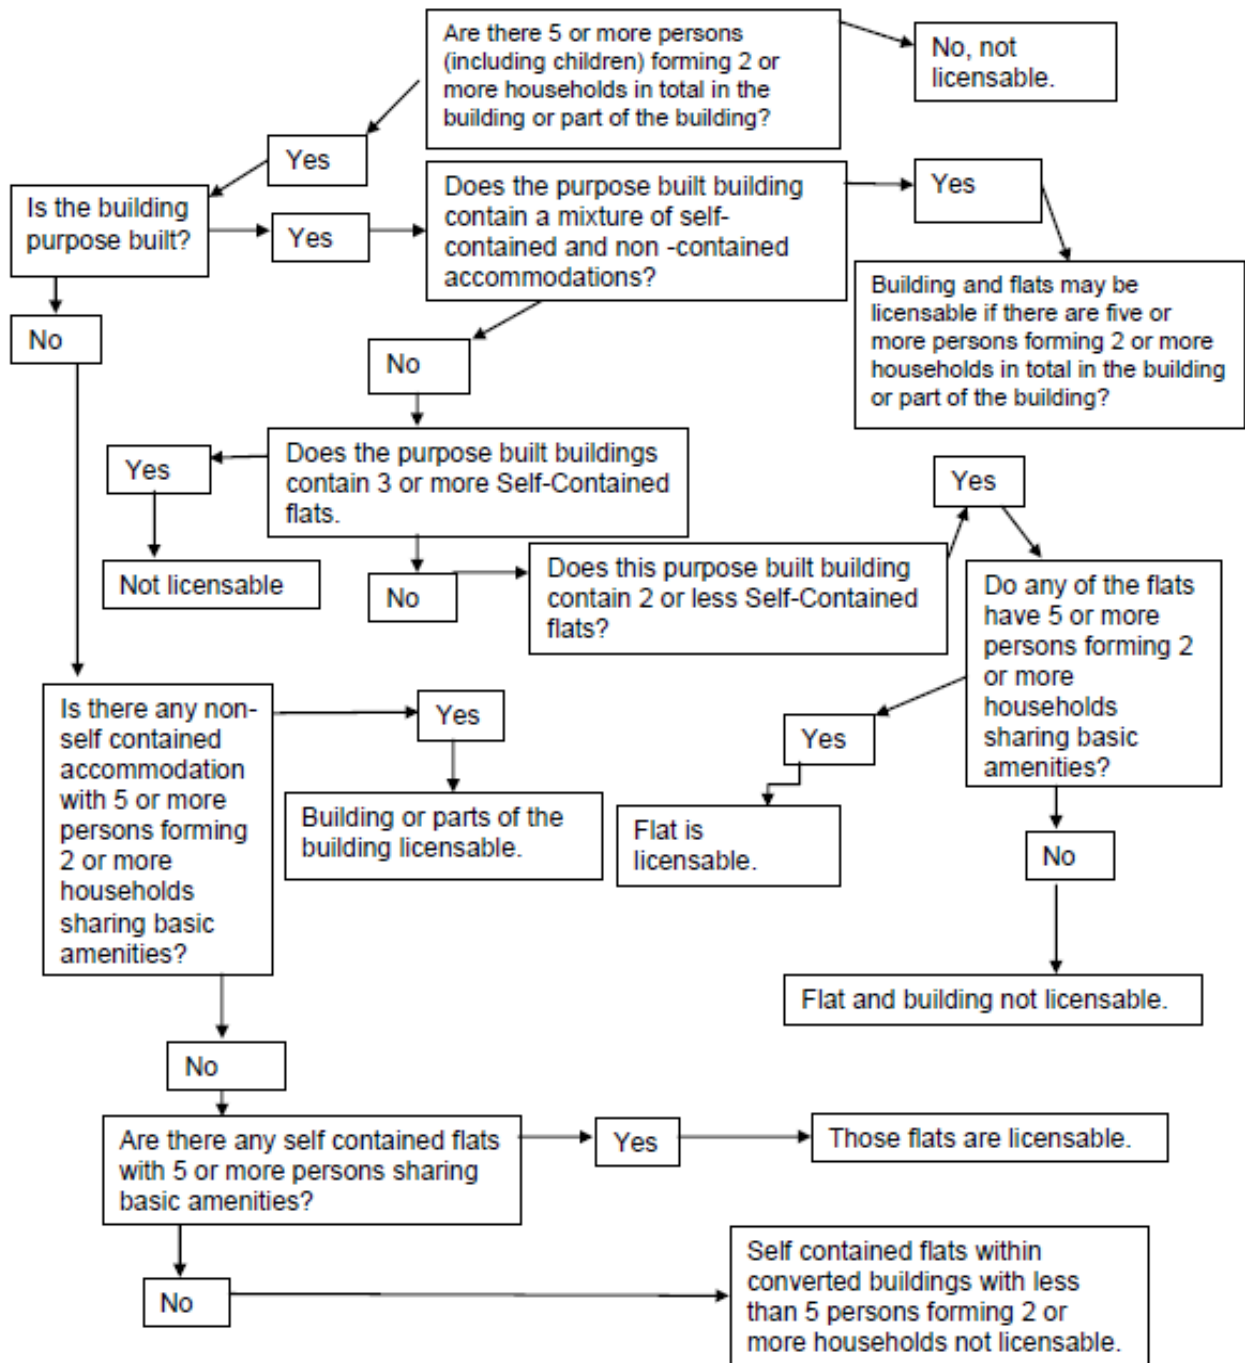 Are there 5 or more persons
(including children) forming 2 or
more households in total in the
building or part of the building?
No, not
licensable.
Yes
Is the building
purpose built?
Yes
Does the purpose built building
contain a mixture of self-
contained and non -contained
accommodations?
Yes
Building and flats may be
licensable if there are five or
more persons forming 2 or more
households in total in the building
or part of the building?
No
No
Does the purpose built buildings
contain 3 or more Self-Contained
flats.
Yes
Not licensable
No
Does this purpose built building
contain 2 or less Self-Contained
flats?
Yes
Do any of the flats
have 5 or more
persons forming 2
or more
households
sharing basic
amenities?
Yes
Flat is
licensable.
No
Flat and building not licensable.
Is there any non-
self contained
accommodation
with 5 or more
persons forming
2 or more
households
sharing basic
amenities?
Yes
Building or parts of the
building licensable.
No
Are there any self contained flats
with 5 or more persons sharing
basic amenities?
Yes
Those flats are licensable.
No
Self contained flats within
converted buildings with less
than 5 persons forming 2 or
more households not licensable.